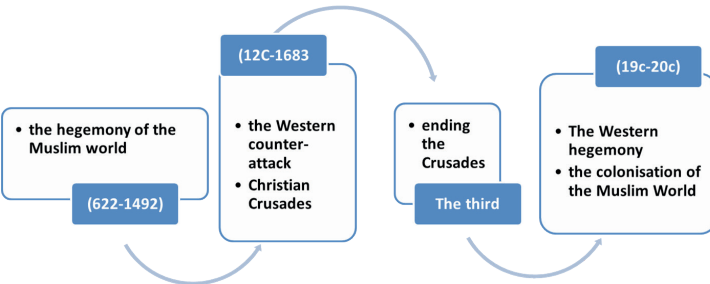 • the hegemony of the
Muslim world
(622-1492)
(12C-1683
• the Western
counter-
attack
• Christian
Crusades
• ending
the
Crusades
The third
(19c-20c)
• The Western
hegemony
• the colonisation of
the Muslim World